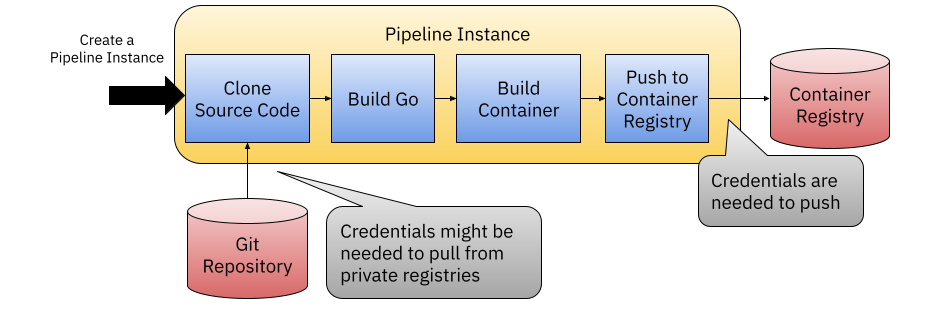 Create a
Pipeline Instance
Pipeline Instance
Clone
Source Code
Build Go
Build
Container
Push to
Container
Registry
Container
Registry
Credentials are
needed to push
Git
Repository
Credentials might be
needed to pull from
private registries